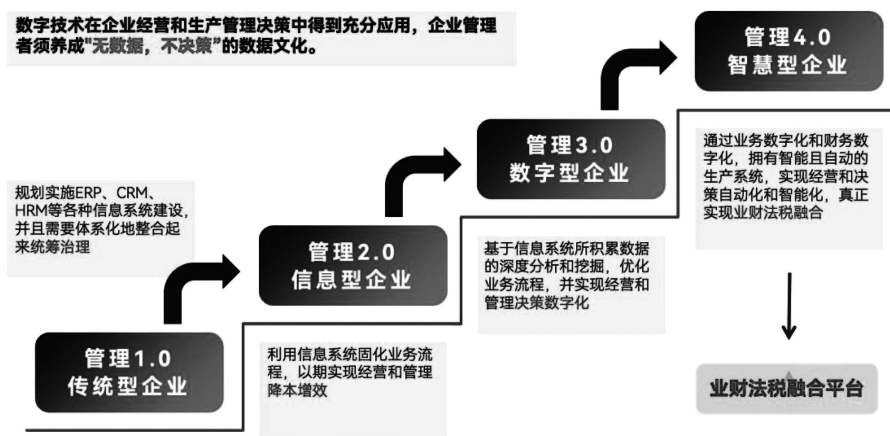 数字技术在企业经营和生产管理决策中得到充分应用，企业管理
者须养成“无数据，不决策”的数据文化。
管理4.0
智慧型企业
管理3.0
数字型企业
通过业务数字化和财务数
字化，拥有智能且自动的
生产系统，实现经营和决
策自动化和智能化，真正
实现业财法税融合
规划实施ERP、CRM、
HRM等各种信息系统建设，
并且需要体系化地整合起
来统筹治理
管理2.0
信息型企业
基于信息系统所积累数据
的深度分析和挖掘，优化
业务流程，并实现经营和
管理决策数字化
管理1.0
传统型企业
利用信息系统固化业务流
程，以期实现经营和管理
降本增效
业财法税融合平台